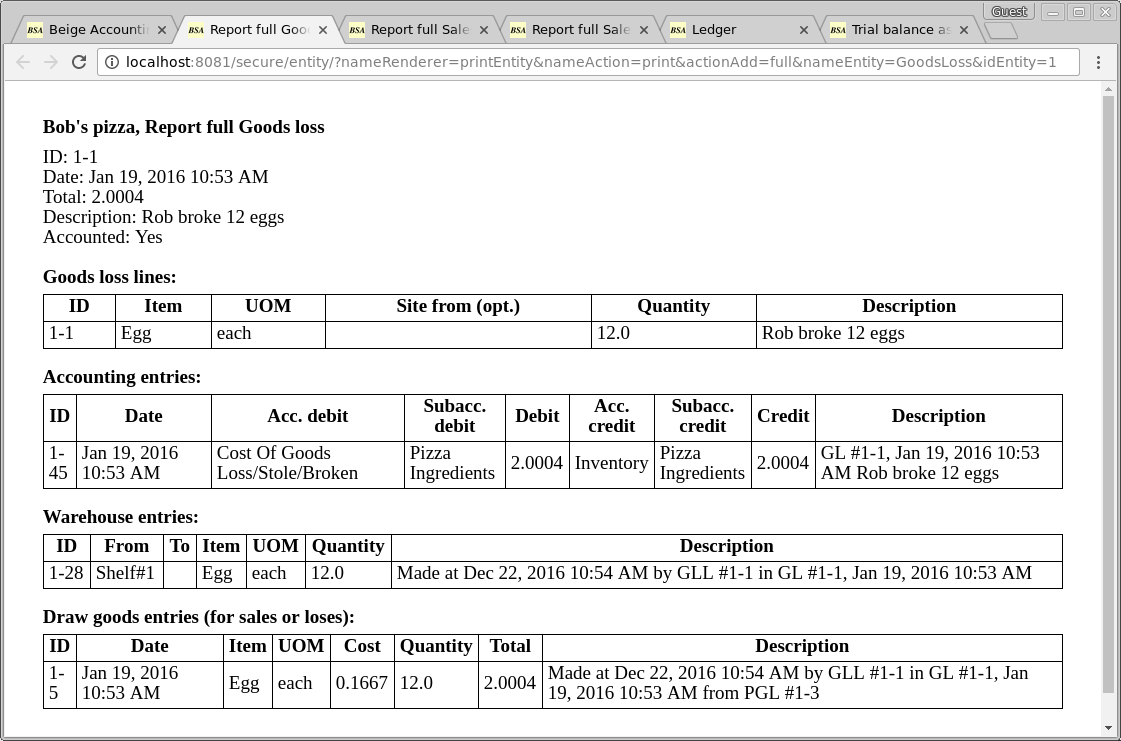 Guest
BSA Beige Accounti
BSA Report full Goo
BSA Report full Sale
BSA Report full Sale
BSA Ledger
BSA Trial balance as
localhost:8081/secure/entity/?nameRenderer=printEntity&nameAction=print&actionAdd=full&nameEntity=GoodsLoss&idEntity=1
Bob's pizza, Report full Goods loss
ID: 1-1
Date: Jan 19, 2016 10:53 AM
Total: 2.0004
Description: Rob broke 12 eggs
Accounted: Yes
Goods loss lines:
ID Item UOM Site from (opt.) Quantity Description
1-1 Egg each 12.0 Rob broke 12 eggs
Accounting entries:
ID Date Acc. debit Subacc. debit Debit Acc. credit Subacc. credit Credit Description
1-45 Jan 19, 2016 10:53 AM Cost Of Goods Loss/Stole/Broken Pizza Ingredients 2.0004 Inventory Pizza Ingredients 2.0004 GL #1-1, Jan 19, 2016 10:53 AM Rob broke 12 eggs
Warehouse entries:
ID From To Item UOM Quantity Description
1-28 Shelf#1 Egg each 12.0 Made at Dec 22, 2016 10:54 AM by GLL #1-1 in GL #1-1, Jan 19, 2016 10:53 AM
Draw goods entries (for sales or loses):
ID Date Item UOM Cost Quantity Total Description
1-5 Jan 19, 2016 10:53 AM Egg each 0.1667 12.0 2.0004 Made at Dec 22, 2016 10:54 AM by GLL #1-1 in GL #1-1, Jan 19, 2016 10:53 AM from PGL #1-3